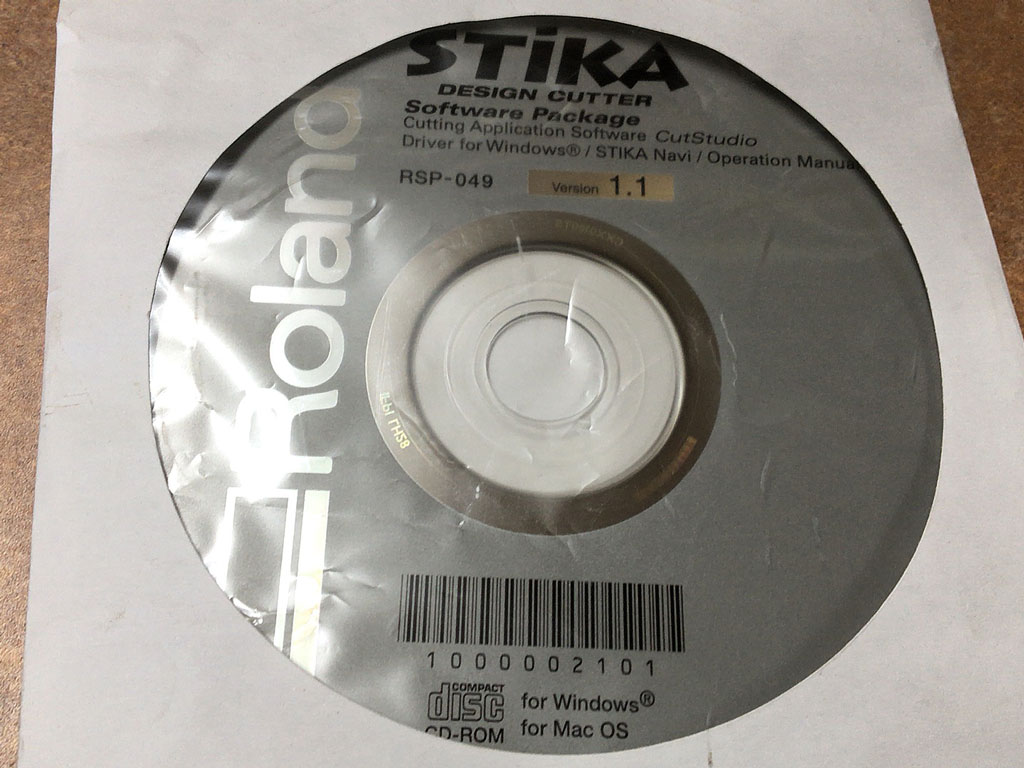 STiKA
DESIGN CUTTER
Software Package
Cutting Application Software CutStudio
Driver for Windows® / STIKA Navi / Operation Manua
RSP-049
Version 1.1
Roland
1000002101
COMPACT
disc
CD-ROM
for Windows®
for Mac OS